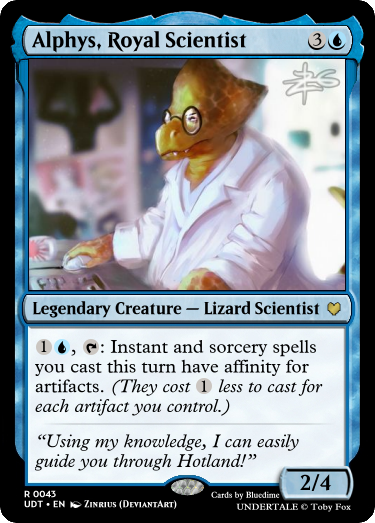 Alphys, Royal Scientist 3
Legendary Creature — Lizard Scientist
1, : Instant and sorcery spells
you cast this turn have affinity for
artifacts. (They cost 1 less to cast for
each artifact you control.)
“Using my knowledge, I can easily
guide you through Hotland!”
2/4
R 0043
UDT • EN ZINRIUS (DEVIANTART)
Cards by Bluedime
UNDERTALE © Toby Fox